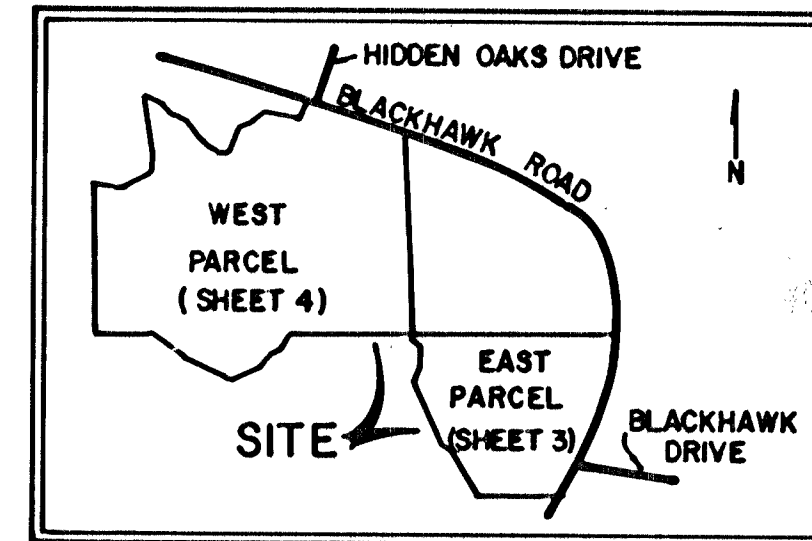 HIDDEN OAKS DRIVE
BLACKHAWK ROAD
N
WEST
PARCEL
(SHEET 4)
EAST
PARCEL
(SHEET 3)
SITE
BLACKHAWK
DRIVE